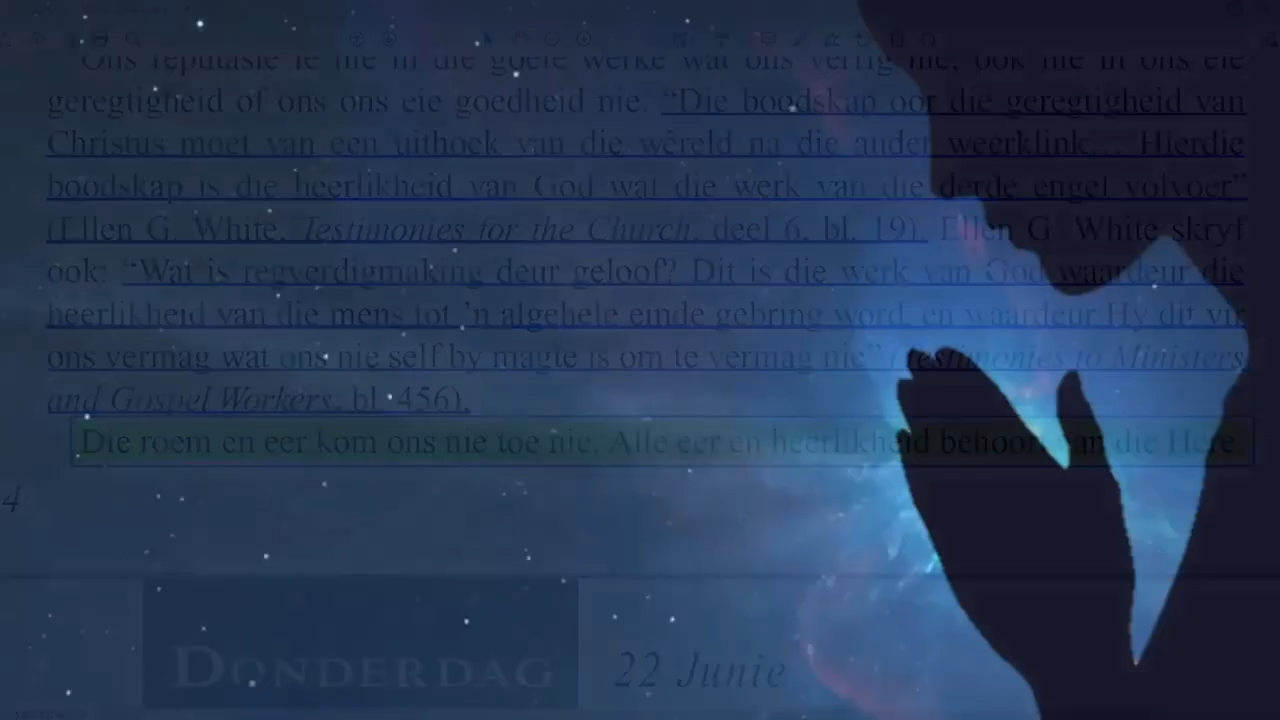 Ons reputasie lê nie in die goeie werke wat ons verrig nie; ook nie in ons eie
geregtigheid of ons ons eie goedheid nie. “Die boodskap oor die geregtigheid van
Christus moet van een uithoek van die wêreld na die ander weerklink... Hierdie
boodskap is die heerlikheid van God wat die werk van die derde engel volvoer”
(Ellen G. White, Testimonies for the Church, deel 6, bl. 19). Ellen G. White skryf
ook: “Wat is regverdigmaking deur geloof? Dit is die werk van God waardeur die
heerlikheid van die mens tot ’n algehele einde gebring word, en waardeur Hy dit vir
ons vermag wat ons nie self by magte is om te vermag nie” (Testimonies to Ministers
and Gospel Workers, bl. 456).
Die roem en eer kom ons nie toe nie. Alle eer en heerlikheid behoort aan die Here.
4
DONDERDAG 22 Junie